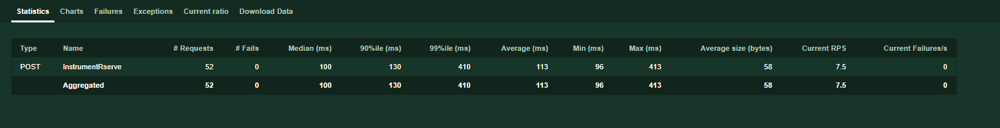 Statistics Charts Failures Exceptions Current ratio Download Data
Type Name # Requests # Fails Median (ms) 90%ile (ms) 99%ile (ms) Average (ms) Min (ms) Max (ms) Average size (bytes) Current RPS Current Failures/s
POST InstrumentRserve 52 0 100 130 410 113 96 413 58 7.5 0
Aggregated 52 0 100 130 410 113 96 413 58 7.5 0